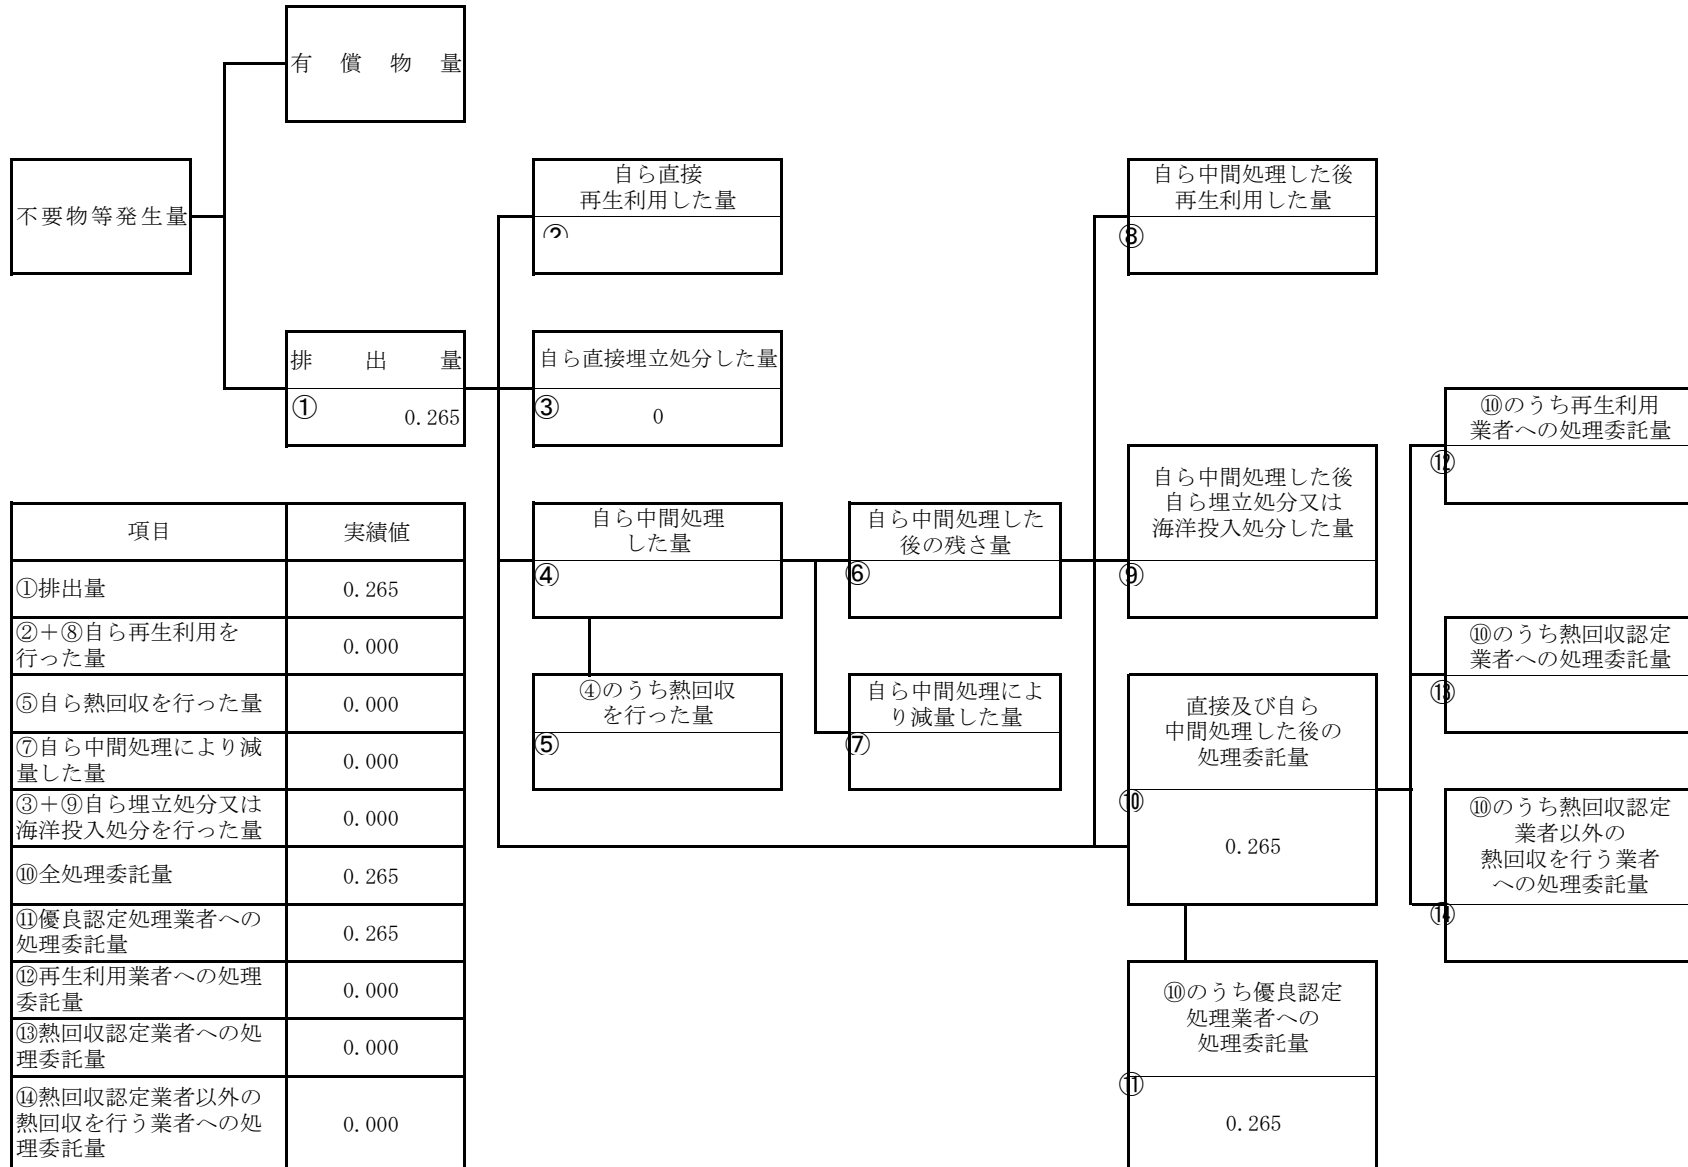 有償物量
不要物等発生量
自ら直接
再生利用した量
②
自ら中間処理した後
再生利用した量
⑧
排出量
① 0.265
自ら直接埋立処分した量
③ 0
⑩のうち再生利用
業者への処理委託量
⑫
自ら中間処理した後
自ら埋立処分又は
海洋投入処分した量
⑨
自ら中間処理
した量
④
自ら中間処理した
後の残さ量
⑥
⑩のうち熱回収認定
業者への処理委託量
⑬
④のうち熱回収
を行った量
⑤
自ら中間処理によ
り減量した量
⑦
直接及び自ら
中間処理した後の
処理委託量
⑩
0.265
⑩のうち熱回収認定
業者以外の
熱回収を行う業者
への処理委託量
⑭
⑩のうち優良認定
処理業者への
処理委託量
⑪
0.265
項目 実績値
①排出量 0.265
②+⑧自ら再生利用を
行った量 0.000
⑤自ら熱回収を行った量 0.000
⑦自ら中間処理により減
量した量 0.000
③+⑨自ら埋立処分又は
海洋投入処分を行った量 0.000
⑩全処理委託量 0.265
⑪優良認定処理業者への
処理委託量 0.265
⑫再生利用業者への処理
委託量 0.000
⑬熱回収認定業者への処
理委託量 0.000
⑭熱回収認定業者以外の
熱回収を行う業者への処
理委託量 0.000